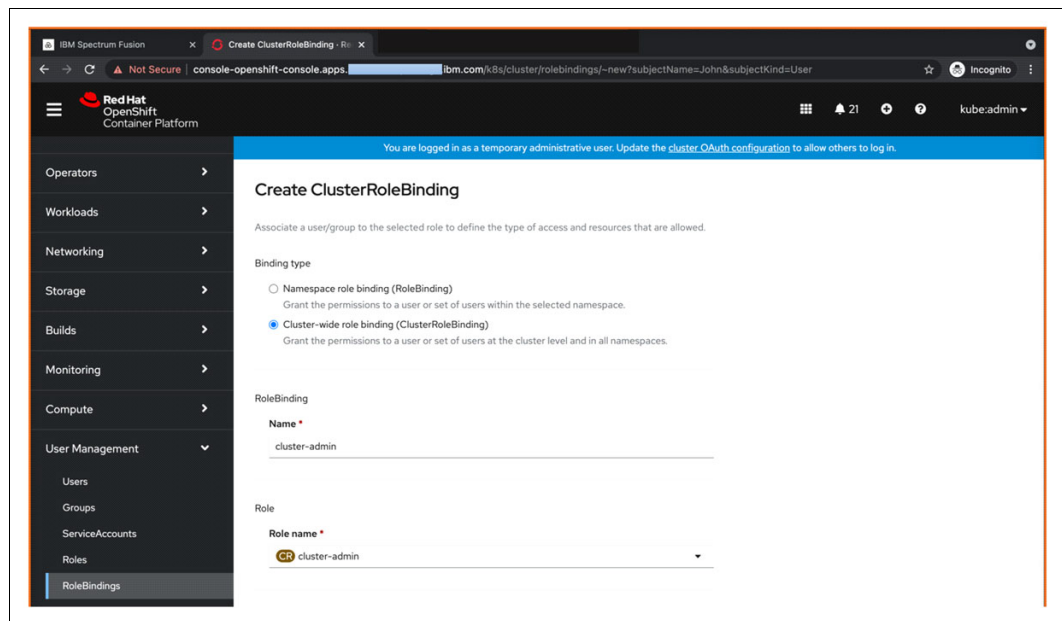 IBM Spectrum Fusion
Create ClusterRoleBinding · Re
Not Secure | console-openshift-console.apps. ibm.com/k8s/cluster/rolebindings/~new?subjectName=John&subjectKind=User
Incognito
Red Hat
OpenShift
Container Platform
21
kube:admin
You are logged in as a temporary administrative user. Update the cluster OAuth configuration to allow others to log in.
Operators
Workloads
Networking
Storage
Builds
Monitoring
Compute
User Management
Users
Groups
ServiceAccounts
Roles
RoleBindings
Create ClusterRoleBinding
Associate a user/group to the selected role to define the type of access and resources that are allowed.
Binding type
Namespace role binding (RoleBinding)
Grant the permissions to a user or set of users within the selected namespace.
Cluster-wide role binding (ClusterRoleBinding)
Grant the permissions to a user or set of users at the cluster level and in all namespaces.
RoleBinding
Name *
cluster-admin
Role
Role name *
CR cluster-admin